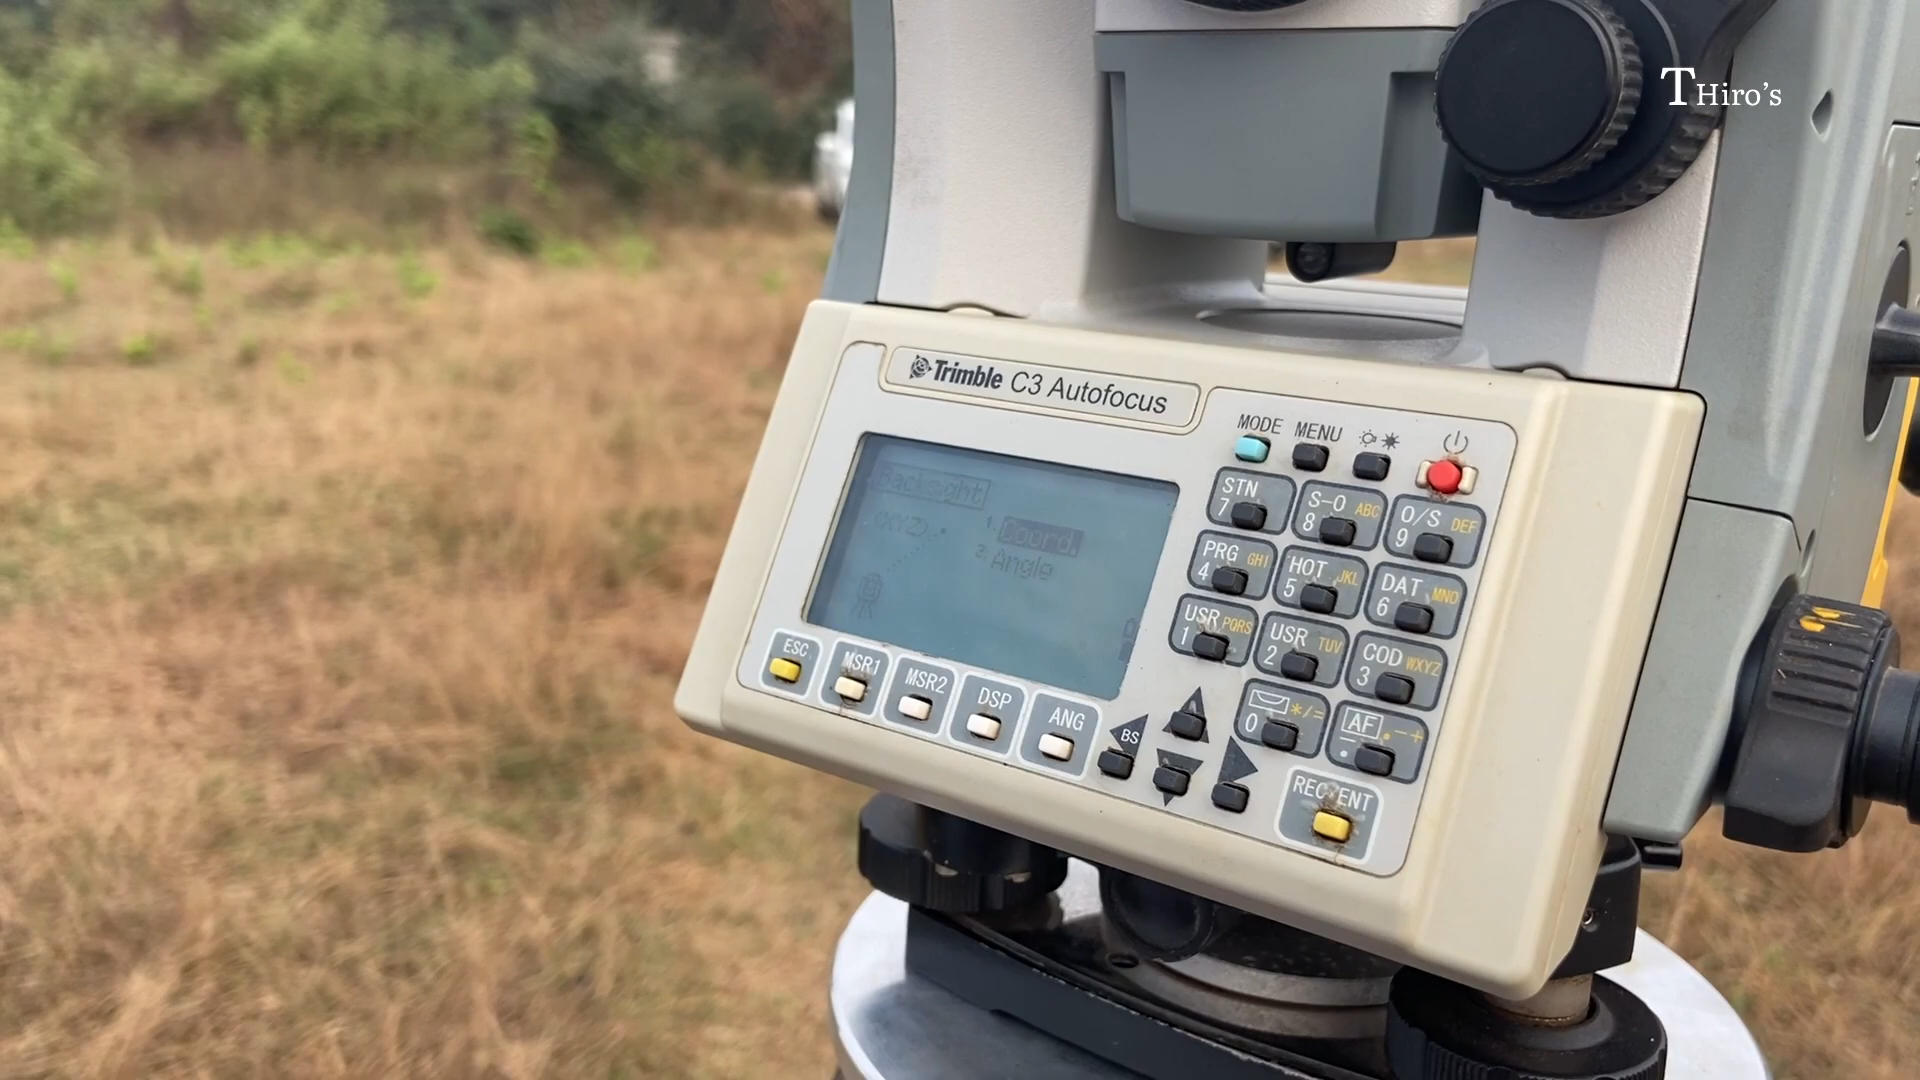 THiro's
Trimble C3 Autofocus
MODE MENU
Backsight
(XYZ)
1. Coord.
2. Angle
STN 7
S-O 8 ABC
O/S 9 DEF
PRG 4 GHI
HOT 5 JKL
DAT 6 MNO
USR 1 PQRS
USR 2 TUV
COD 3 WXYZ
0 */=
AF . .-+
ESC MSR1 MSR2 DSP ANG
BS
REC/ENT